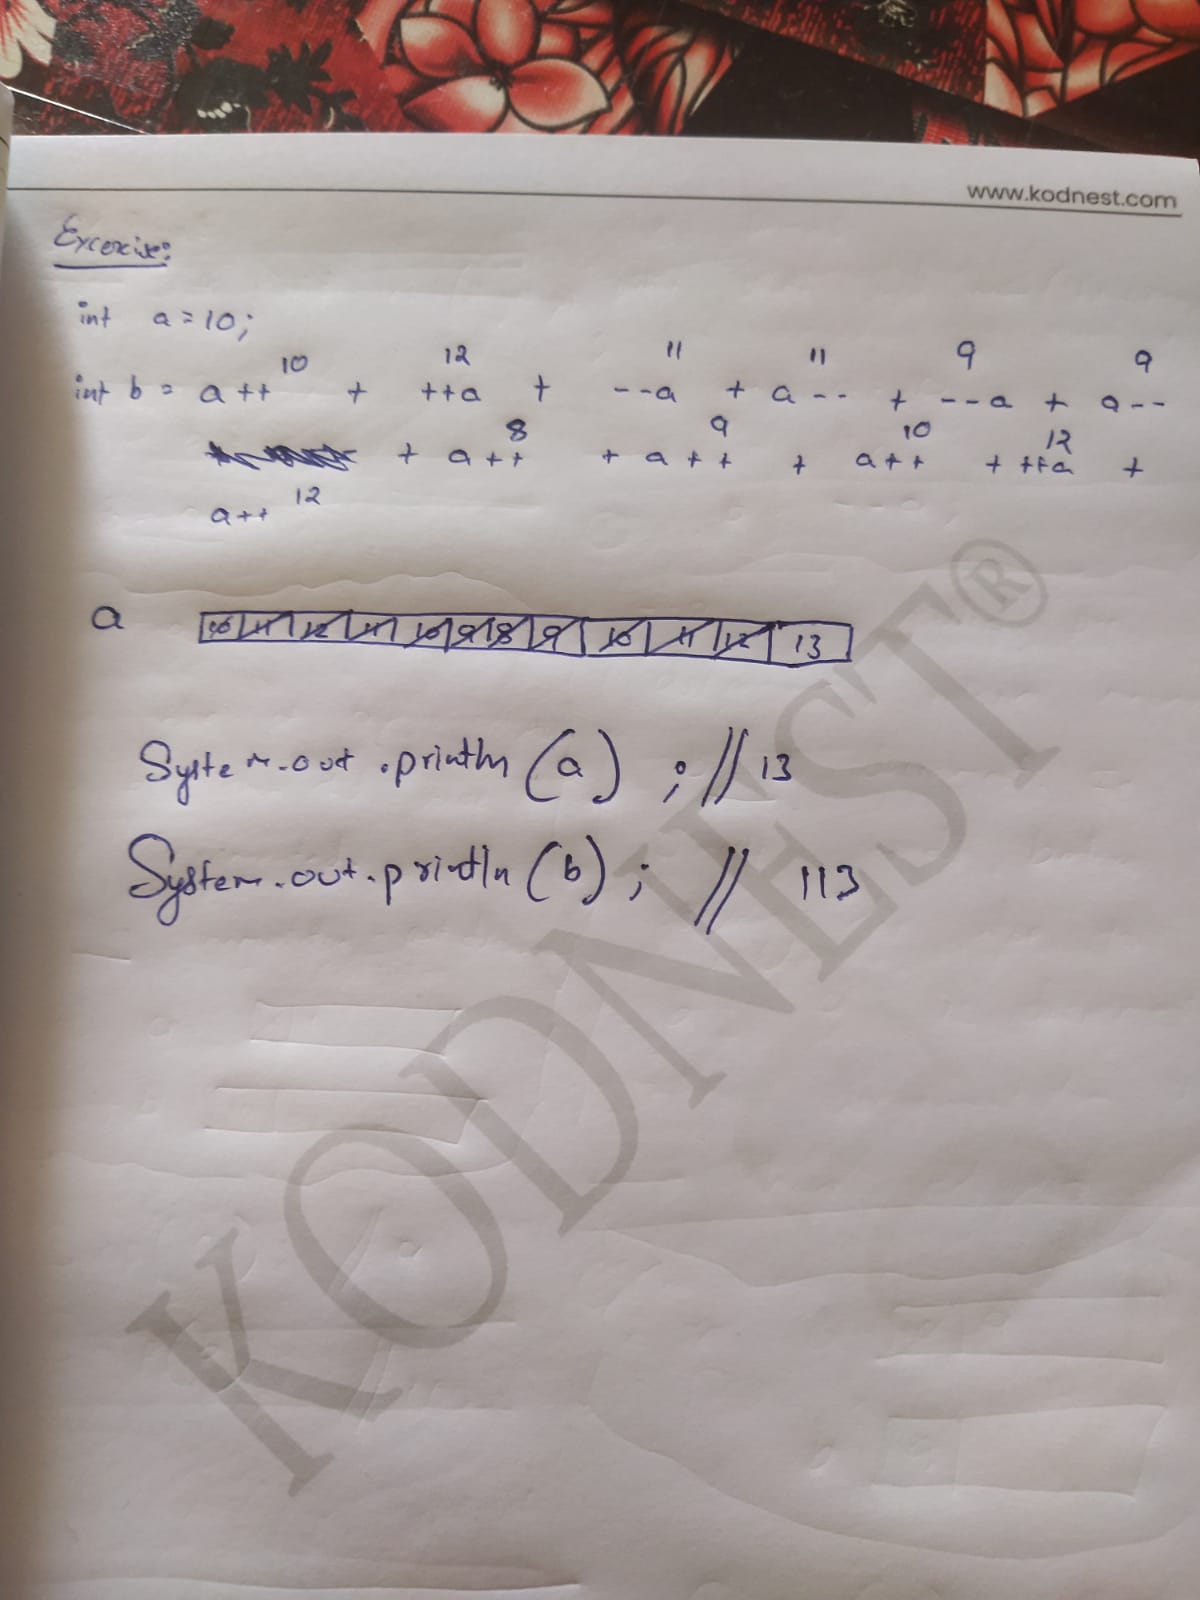 www.kodnest.com
Excercise:
int a = 10;
10 12 11 11 9 9
int b = a++ + ++a + --a + a-- + --a + a--
8 9 10 12
+ a++ + a++ + a++ + ++a +
a++ 12
a 10 11 12 11 10 9 8 9 10 11 12 13
System.out.println(a) ; // 13
System.out.println(b) ; // 113
KODNEST®